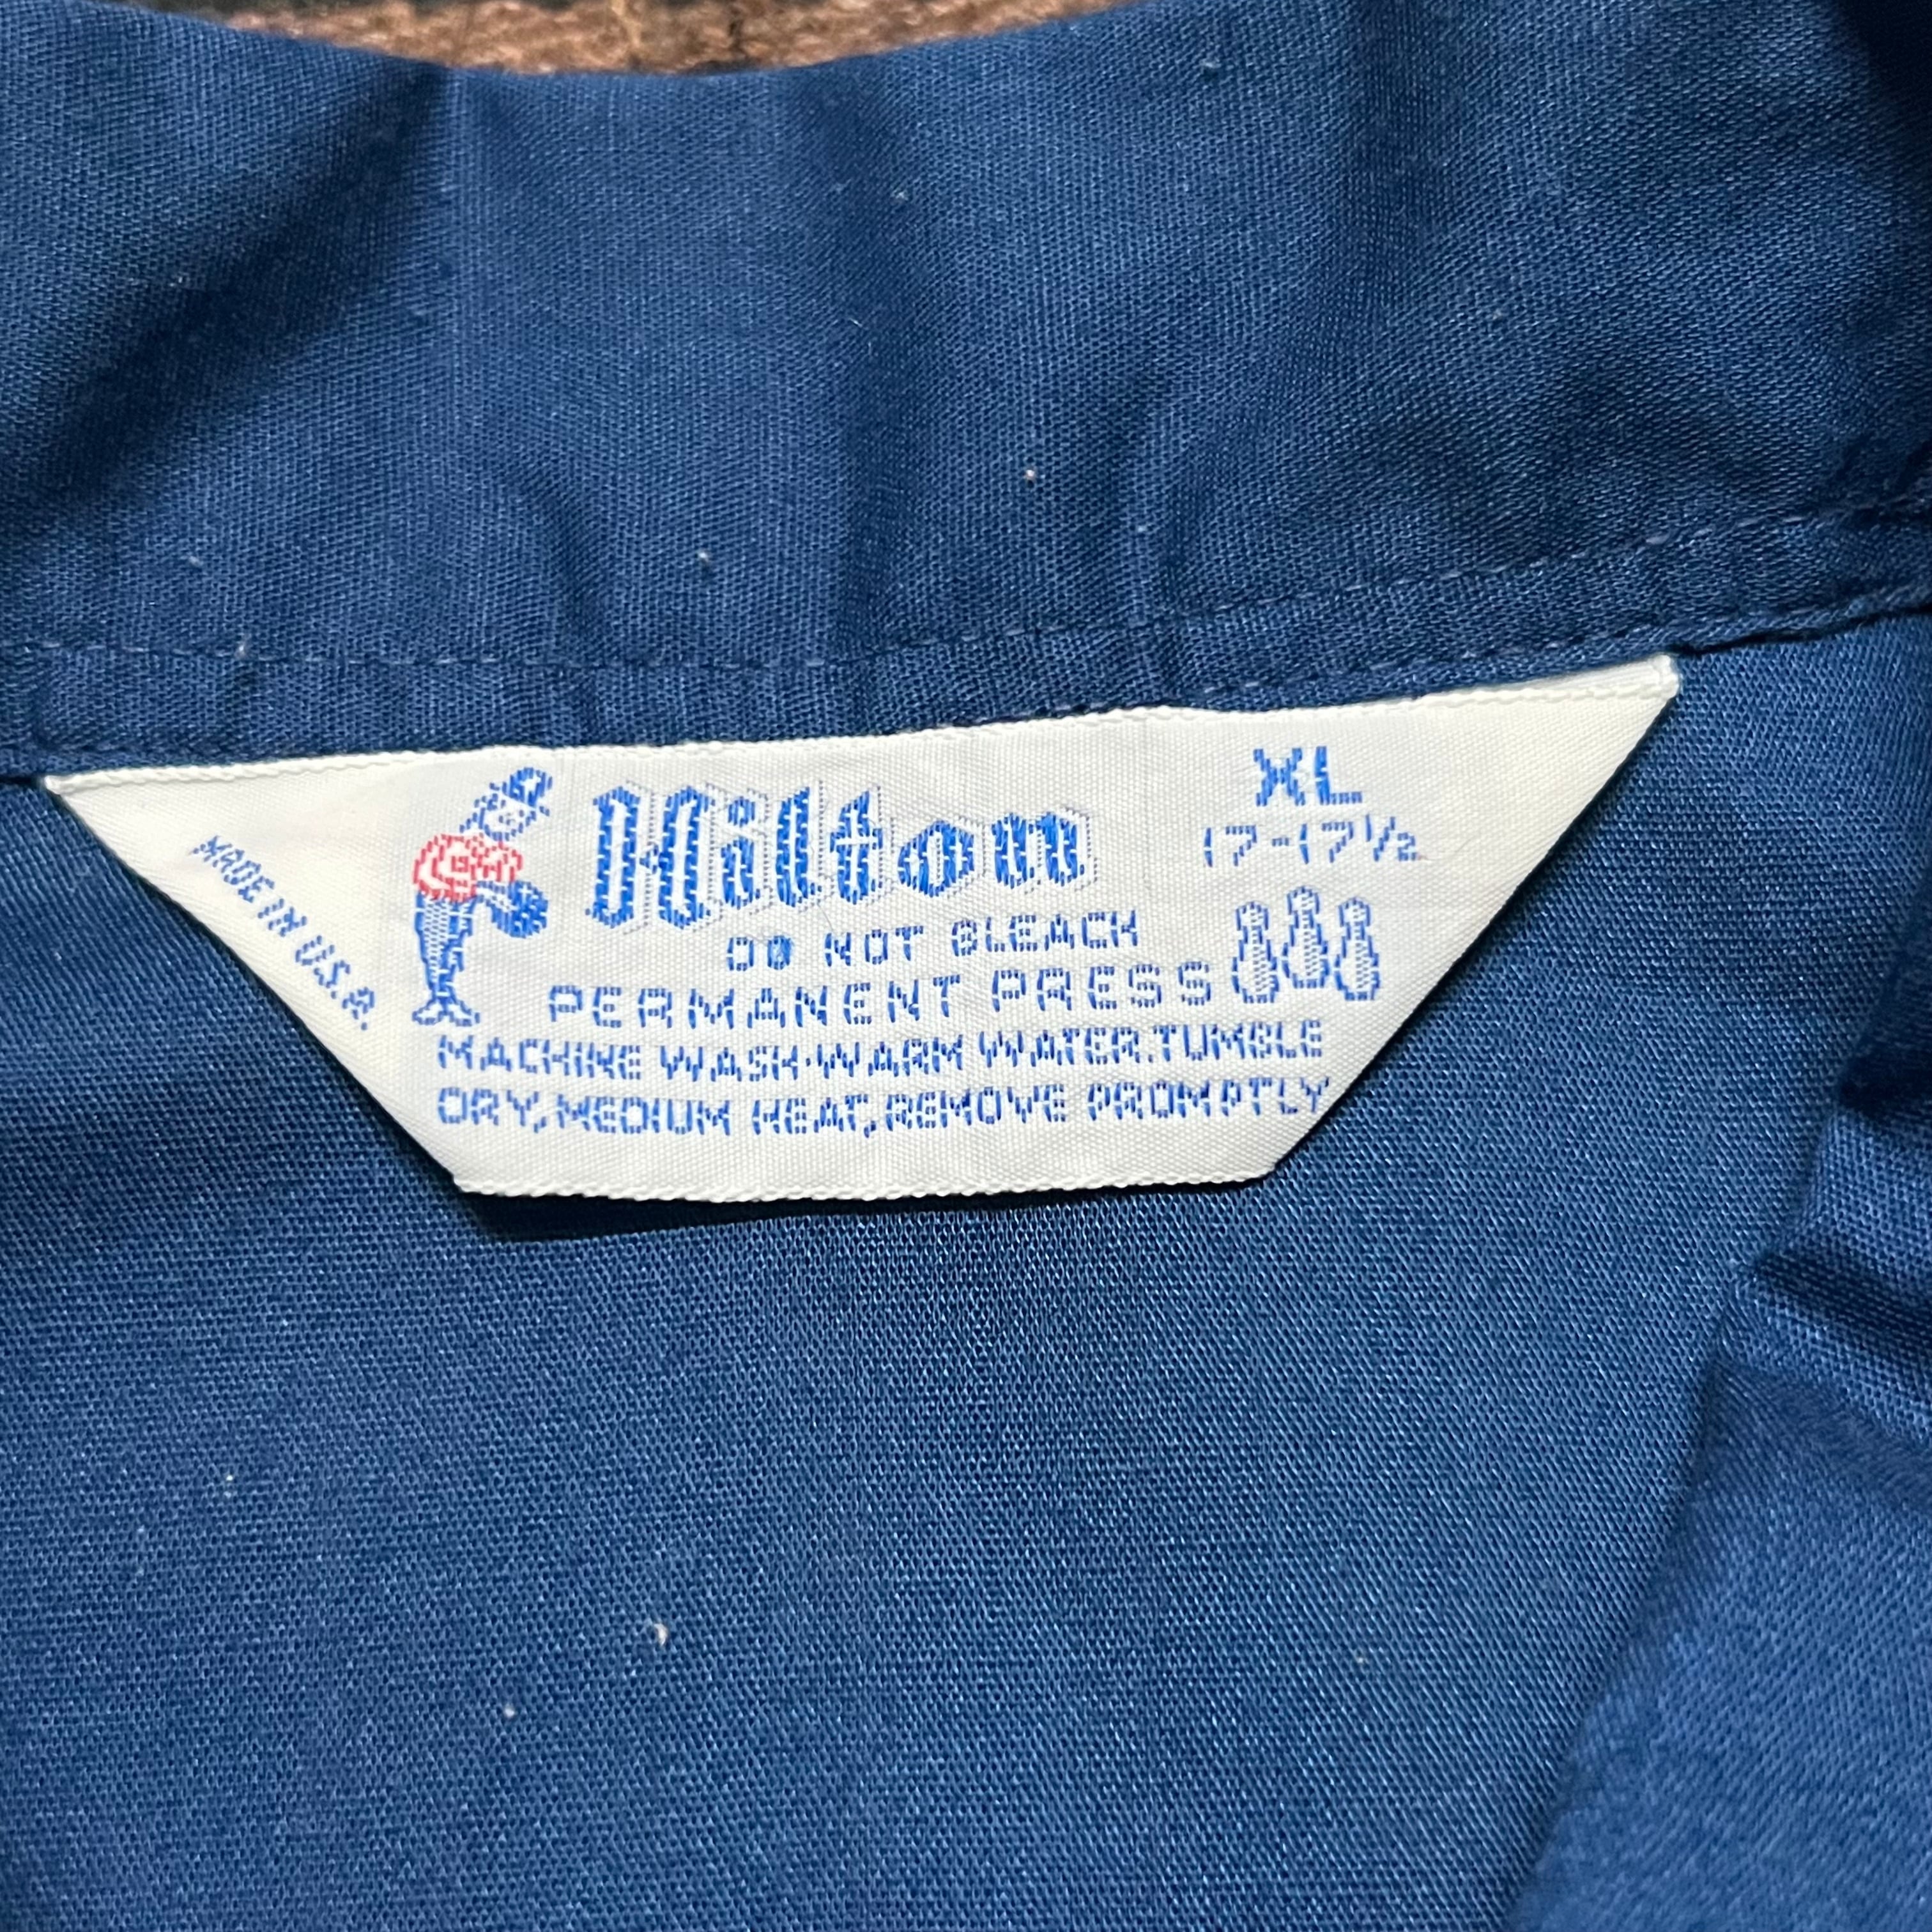 MADE IN U.S.A.
Hilton
XL
17-17½
DO NOT BLEACH
PERMANENT PRESS
MACHINE WASH·WARM WATER.TUMBLE
DRY,MEDIUM HEAT,REMOVE PROMPTLY